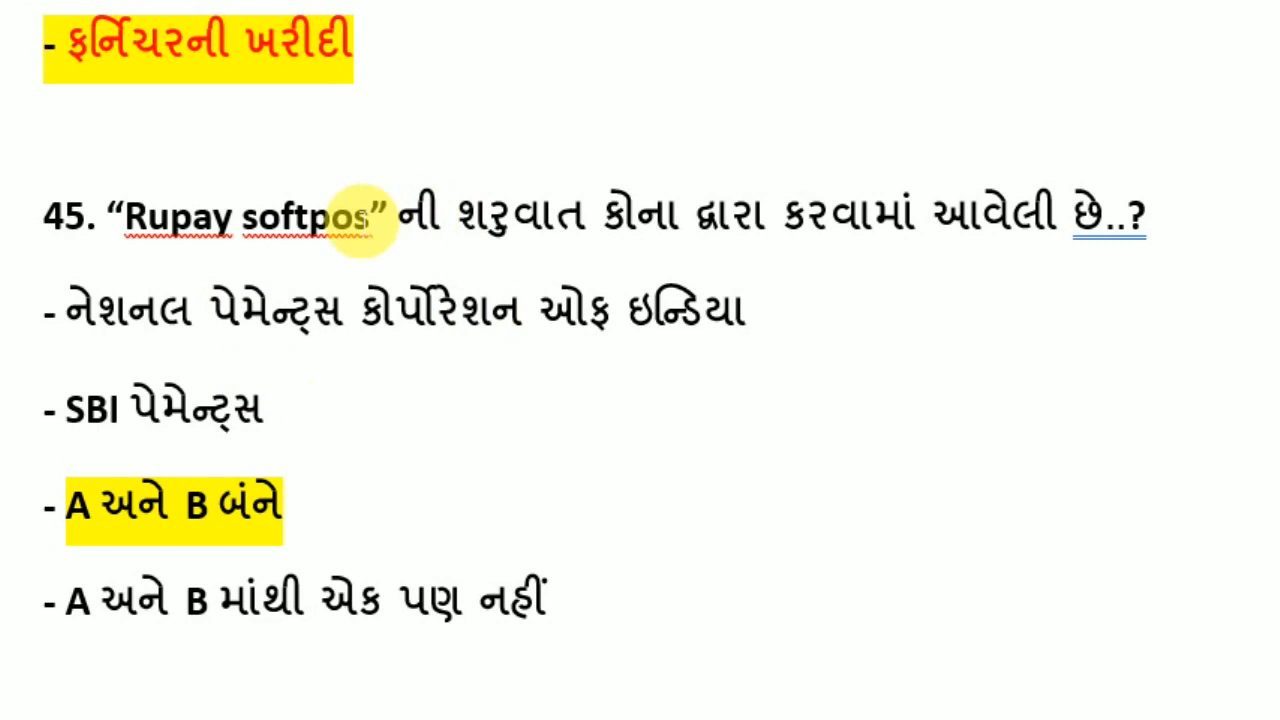 - ફર્નિચરની ખરીદી
45. “Rupay softpos” ની શરુવાત કોના દ્વારા કરવામાં આવેલી છે..?
- નેશનલ પેમેન્ટ્સ કોર્પોરેશન ઓફ ઇન્ડિયા
- SBI પેમેન્ટ્સ
- A અને B બંને
- A અને B માંથી એક પણ નહીં